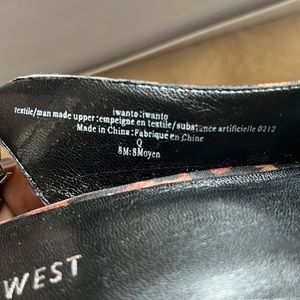 iwanto:iwanto
textile/man made upper:empeigne en textile/substance artificielle 0212
Made in China:Fabriqué en Chine
Q
8M:8Moyen
WEST